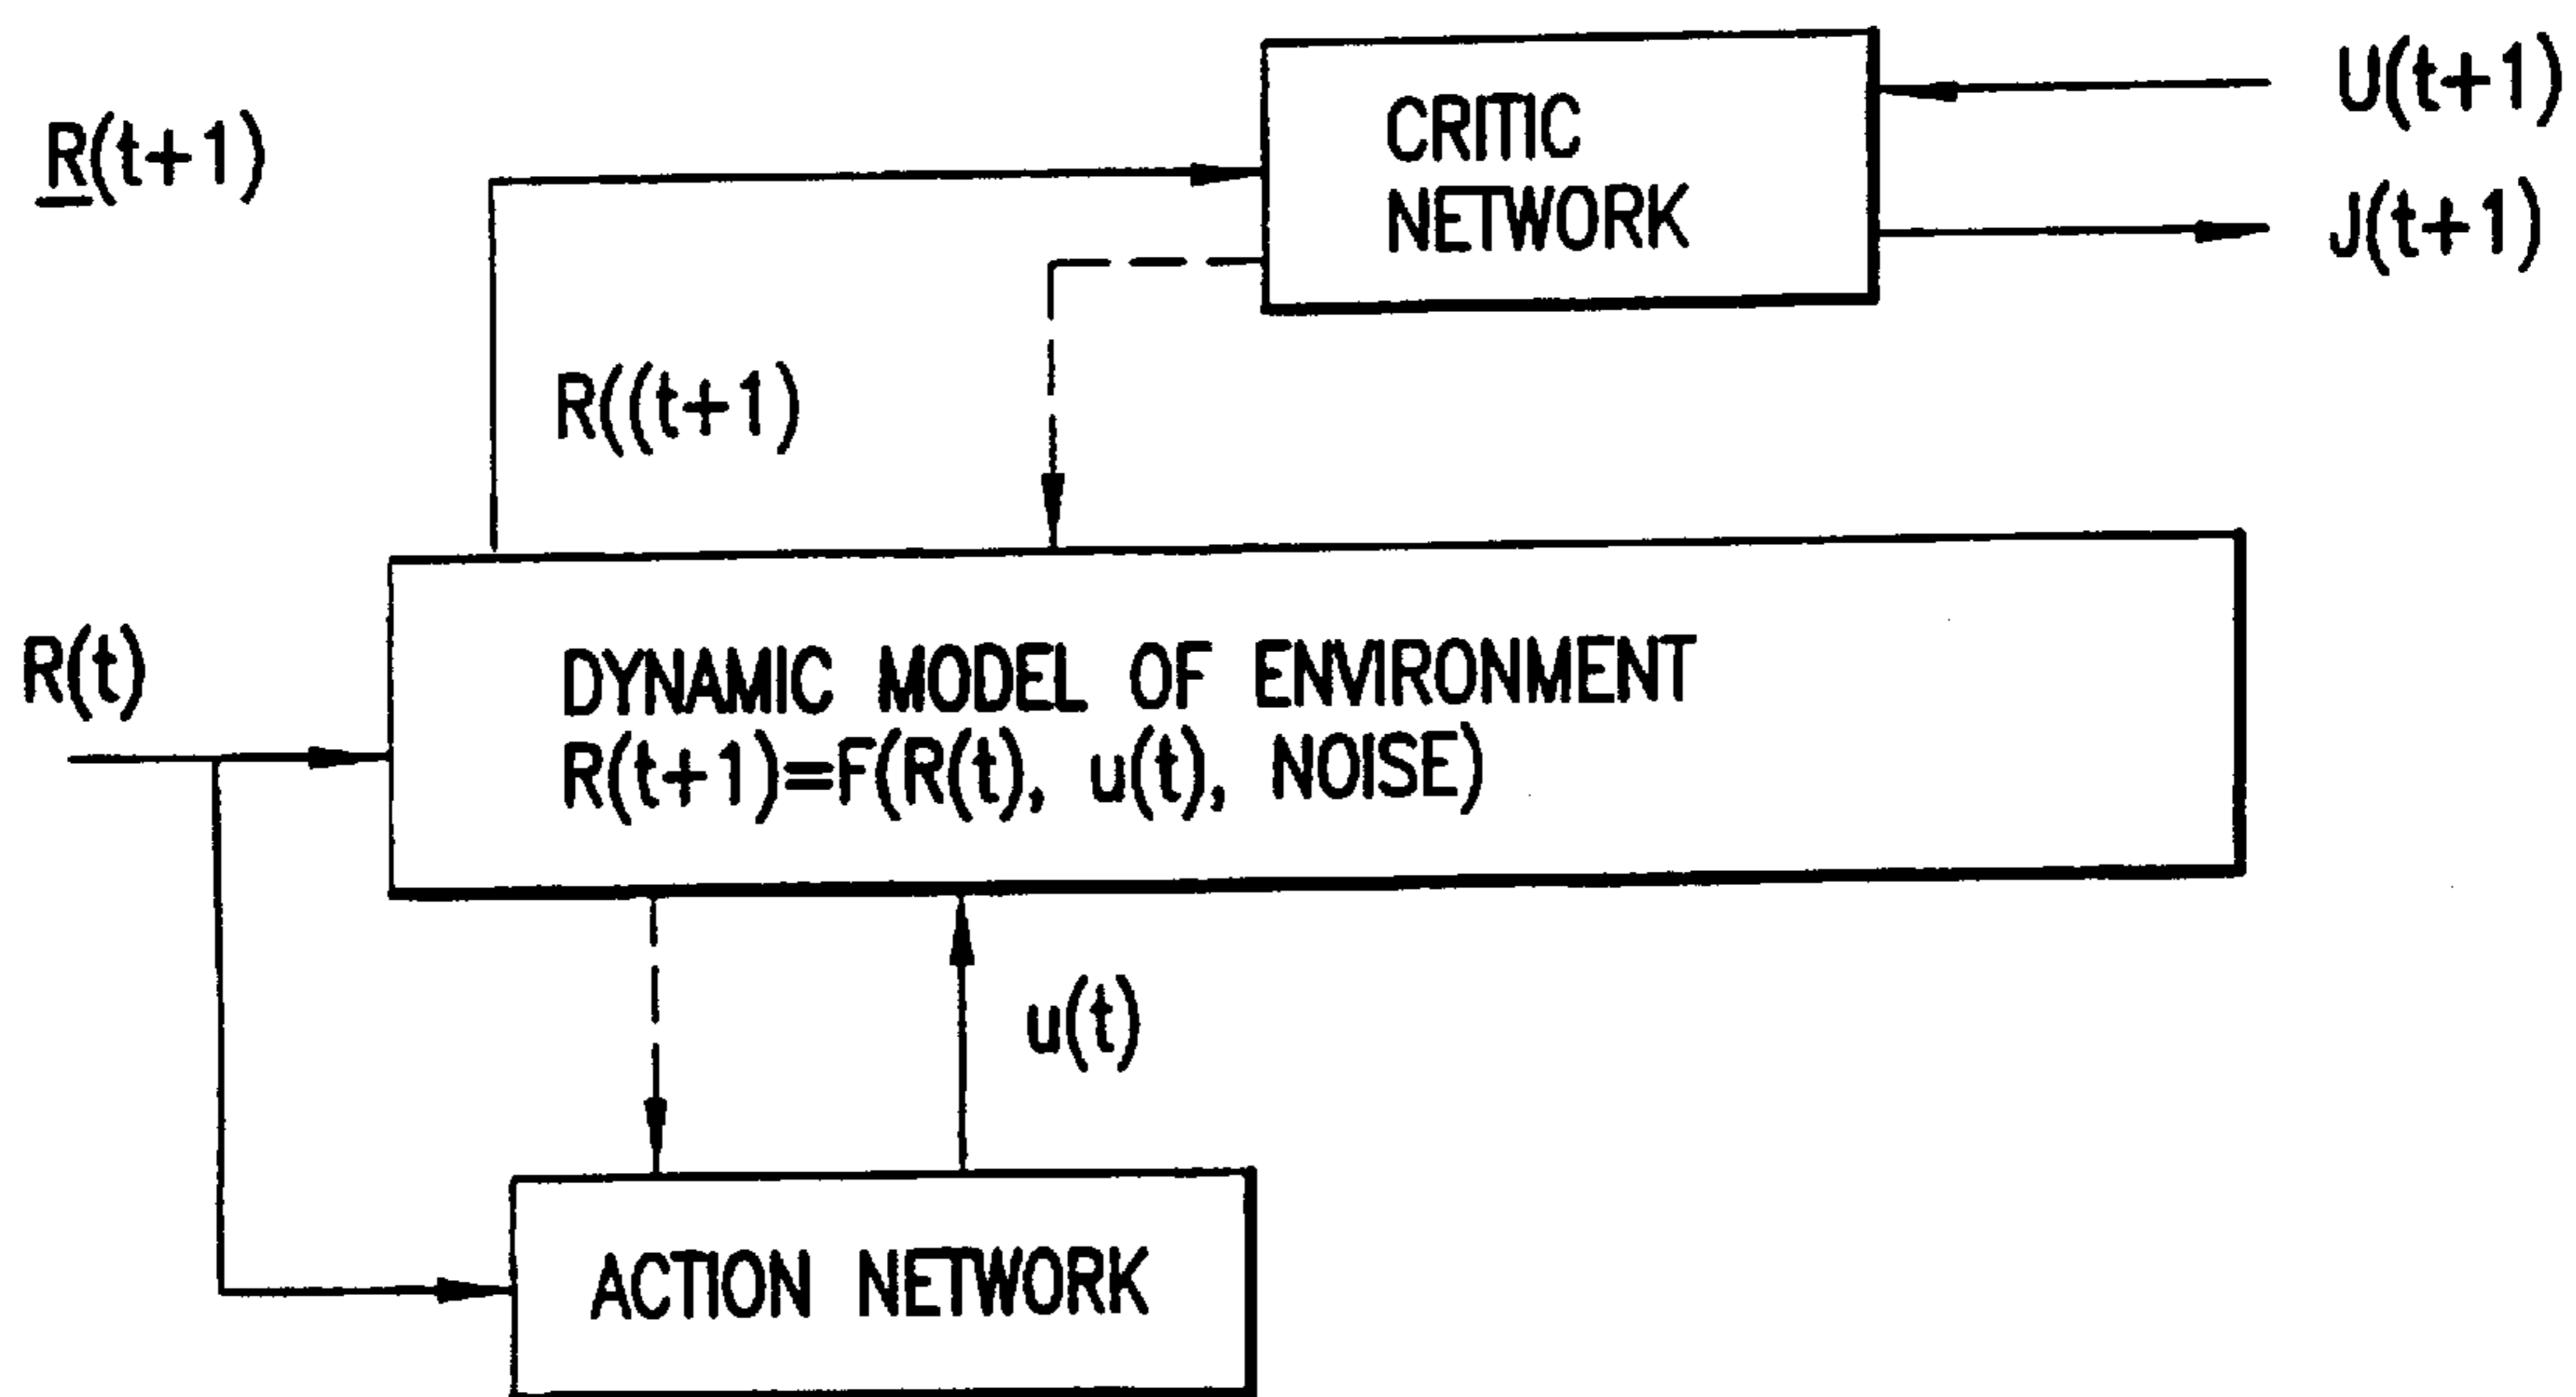 R(t+1)
CRITIC
NETWORK
U(t+1)
J(t+1)
R((t+1)
R(t)
DYNAMIC MODEL OF ENVIRONMENT
R(t+1)=F(R(t), u(t), NOISE)
u(t)
ACTION NETWORK